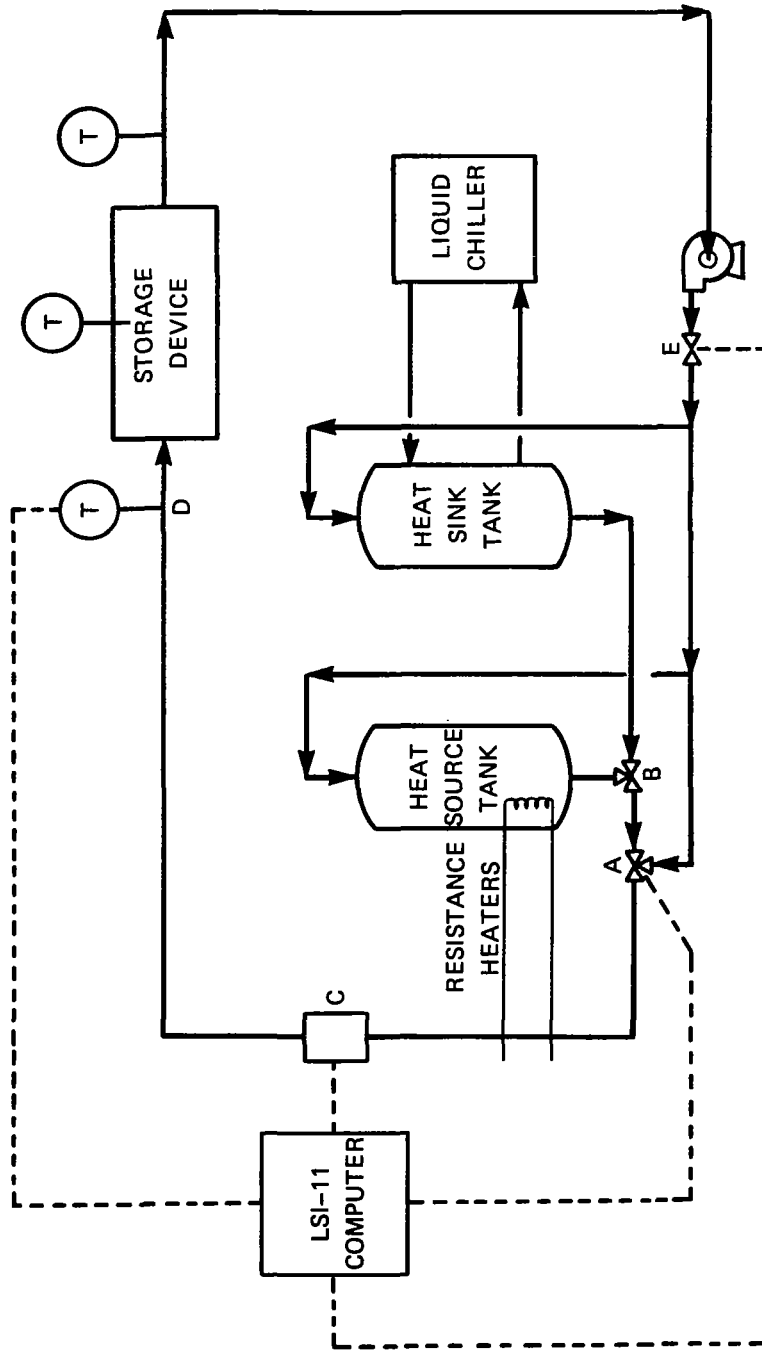 T
T
T
D
STORAGE
DEVICE
C
LSI-11
COMPUTER
LIQUID
CHILLER
HEAT
SINK
TANK
HEAT
SOURCE
TANK
RESISTANCE
HEATERS
A
B
E